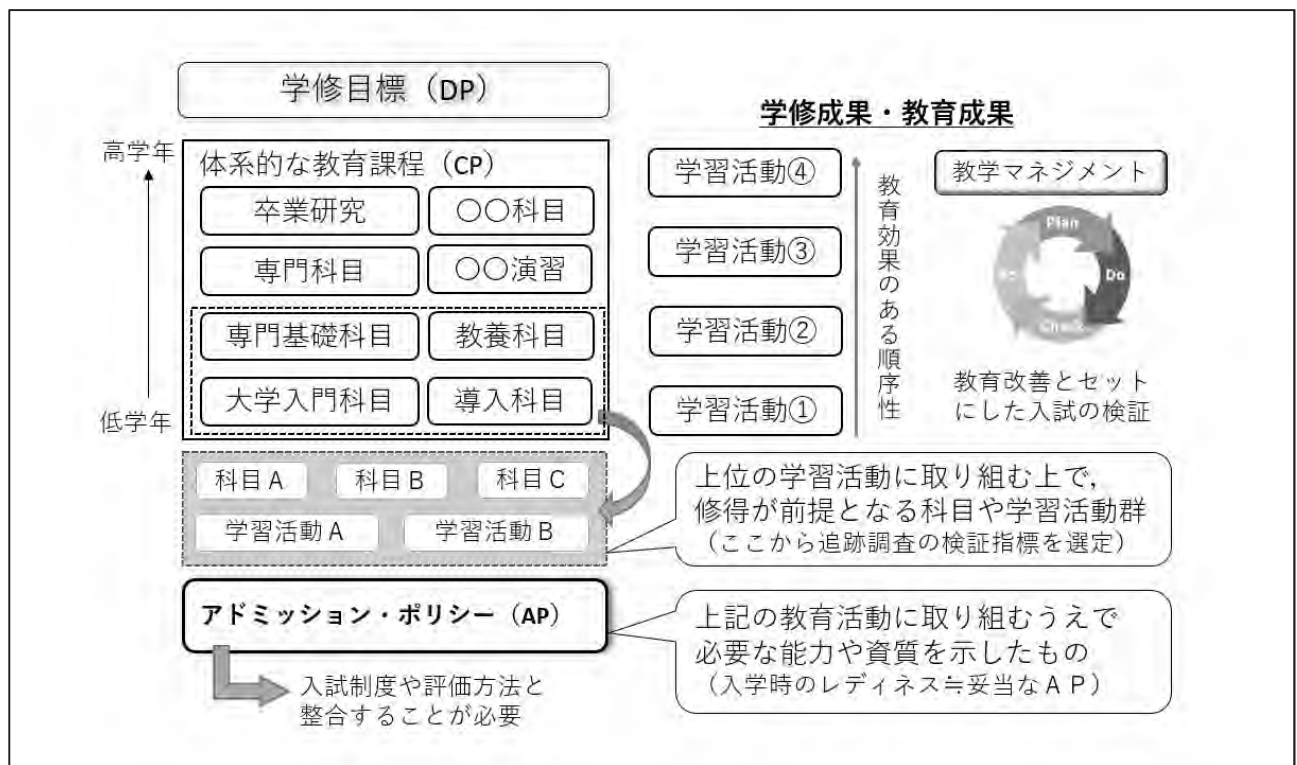 学修目標（DP）
高学年
低学年
体系的な教育課程（CP）
卒業研究
〇〇科目
専門科目
〇〇演習
専門基礎科目
教養科目
大学入門科目
導入科目
科目A
科目B
科目C
学習活動A
学習活動B
アドミッション・ポリシー（AP）
入試制度や評価方法と
整合することが必要
学修成果・教育成果
学習活動④
学習活動③
学習活動②
学習活動①
教育効果のある順序性
教学マネジメント
Plan
Do
Check
教育改善とセット
にした入試の検証
上位の学習活動に取り組む上で,
修得が前提となる科目や学習活動群
（ここから追跡調査の検証指標を選定）
上記の教育活動に取り組むうえで
必要な能力や資質を示したもの
（入学時のレディネス≒妥当なＡＰ）